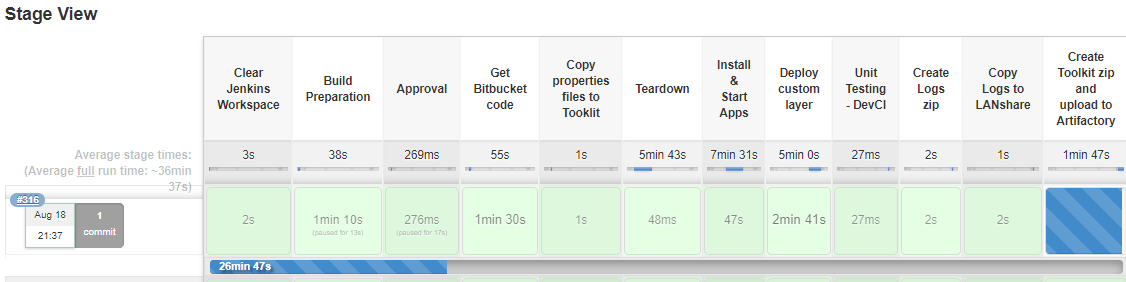 Stage View
Clear
Jenkins
Workspace
Build
Preparation
Approval
Get
Bitbucket
code
Copy
properties
files to
Tooklit
Teardown
Install
&
Start
Apps
Deploy
custom
layer
Unit
Testing
- DevCI
Create
Logs
zip
Copy
Logs to
LANshare
Create
Toolkit zip
and
upload to
Artifactory
Average stage times:
(Average full run time: ~36min
37s)
3s 38s 269ms 55s 1s 5min 43s 7min 31s 5min 0s 27ms 2s 1s 1min 47s
#316
Aug 18
21:37
1
commit
2s 1min 10s 276ms 1min 30s 1s 48ms 47s 2min 41s 27ms 2s 2s
(paused for 13s) (paused for 17s)
26min 47s